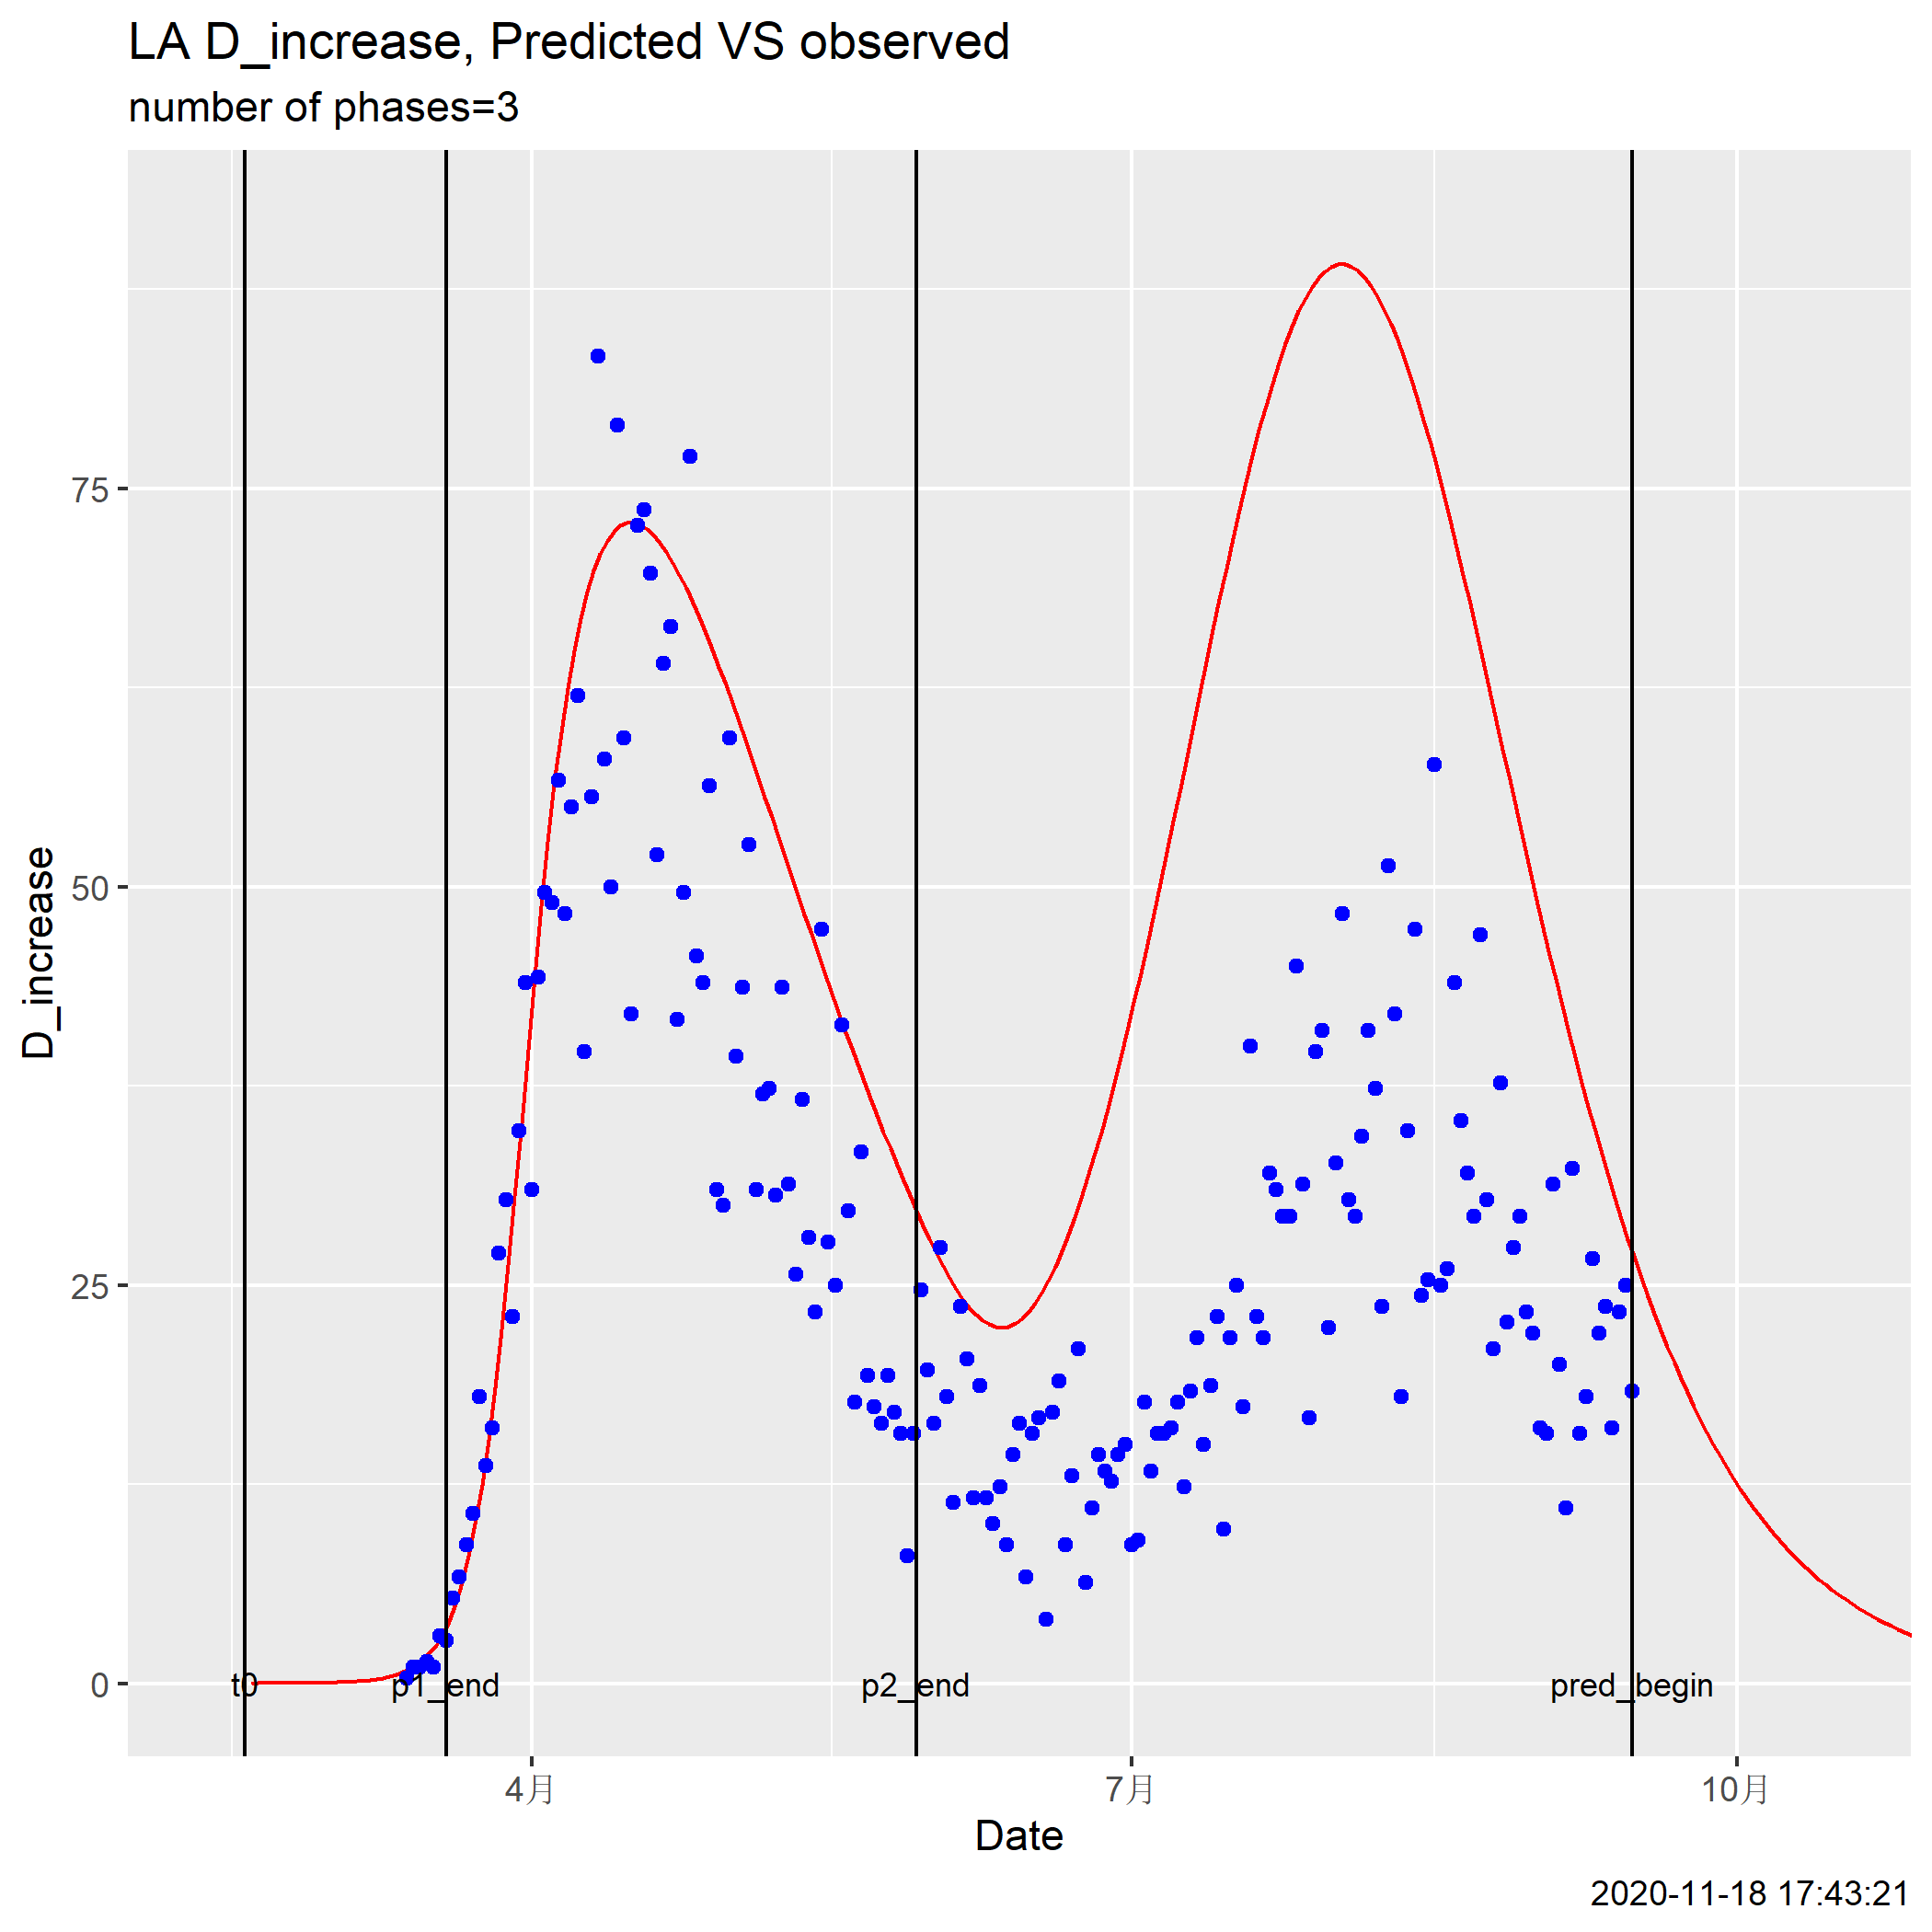 LA D_increase, Predicted VS observed
number of phases=3
D_increase
75
50
25
0
t0
p1_end
p2_end
pred_begin
4月
7月
10月
Date
2020-11-18 17:43:21